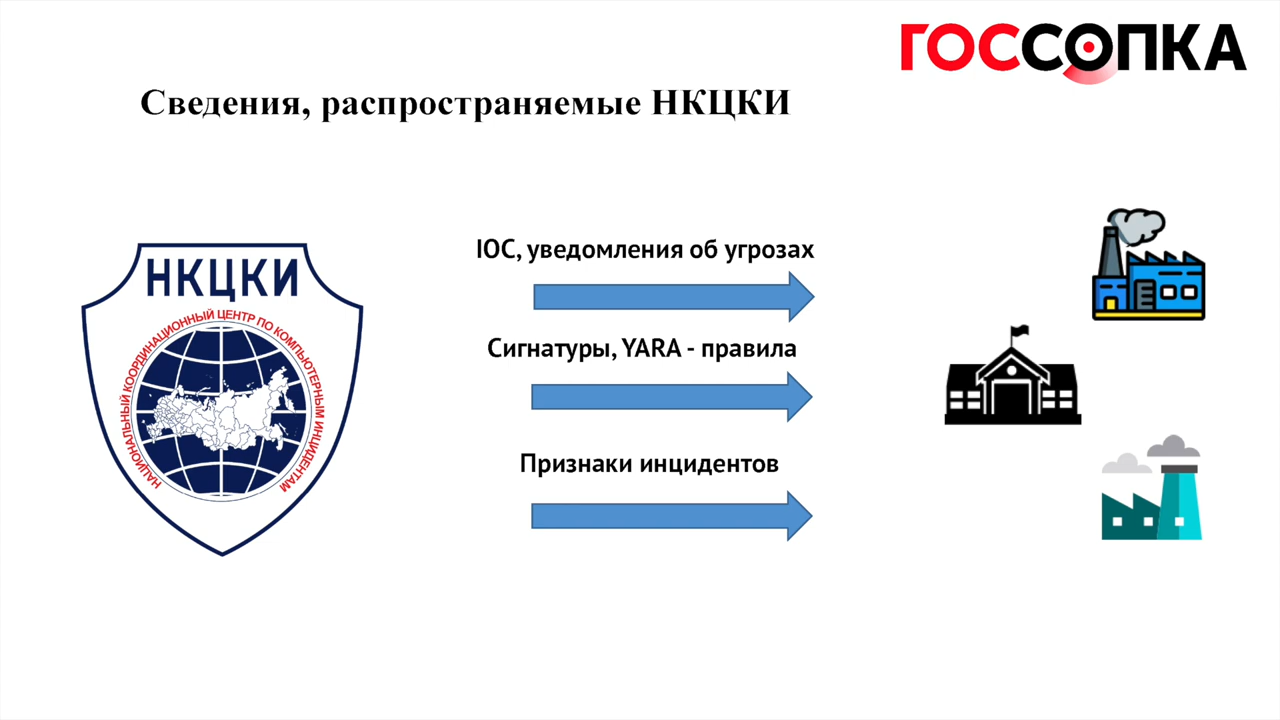 ГОССОПКА
Сведения, распространяемые НКЦКИ
НКЦКИ
НАЦИОНАЛЬНЫЙ КООРДИНАЦИОННЫЙ ЦЕНТР ПО КОМПЬЮТЕРНЫМ ИНЦИДЕНТАМ
IOC, уведомления об угрозах
Сигнатуры, YARA - правила
Признаки инцидентов